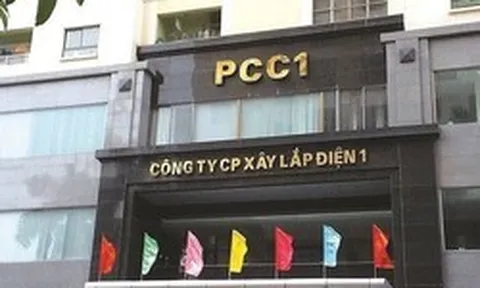 PCC1
CÔNG TY CP XÂY LẮP ĐIỆN 1